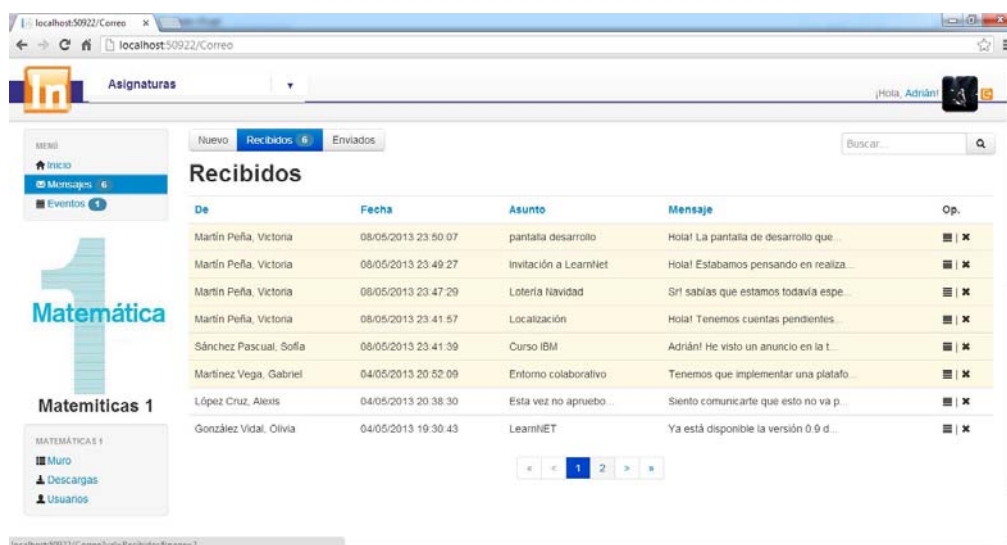 localhost:50922/Correo ×
localhost:50922/Correo
In
Asignaturas
¡Hola, Adrián!
MENÚ
Inicio
Mensajes 6
Eventos 1
Nuevo Recibidos 6 Enviados
Buscar...
Recibidos
De Fecha Asunto Mensaje Op.
Martín Peña, Victoria 08/05/2013 23:50:07 pantalla desarrollo Hola! La pantalla de desarrollo que...
Martín Peña, Victoria 08/05/2013 23:49:27 Invitación a LearnNet Hola! Estabamos pensando en realiza...
Martín Peña, Victoria 08/05/2013 23:47:29 Lotería Navidad Sr! sabías que estamos todavía espe...
Martín Peña, Victoria 08/05/2013 23:41:57 Localización Hola! Tenemos cuentas pendientes...
Sánchez Pascual, Sofía 08/05/2013 23:41:39 Curso IBM Adrián! He visto un anuncio en la t...
Martínez Vega, Gabriel 04/05/2013 20:52:09 Entorno colaborativo Tenemos que implementar una platafo...
López Cruz, Alexis 04/05/2013 20:38:30 Esta vez no apruebo... Siento comunicarte que esto no va p...
González Vidal, Olivia 04/05/2013 19:30:43 LearnNET Ya está disponible la versión 0.9 d...
« < 1 2 > »
1
Matemática
Matemiticas 1
MATEMÁTICAS 1
Muro
Descargas
Usuarios